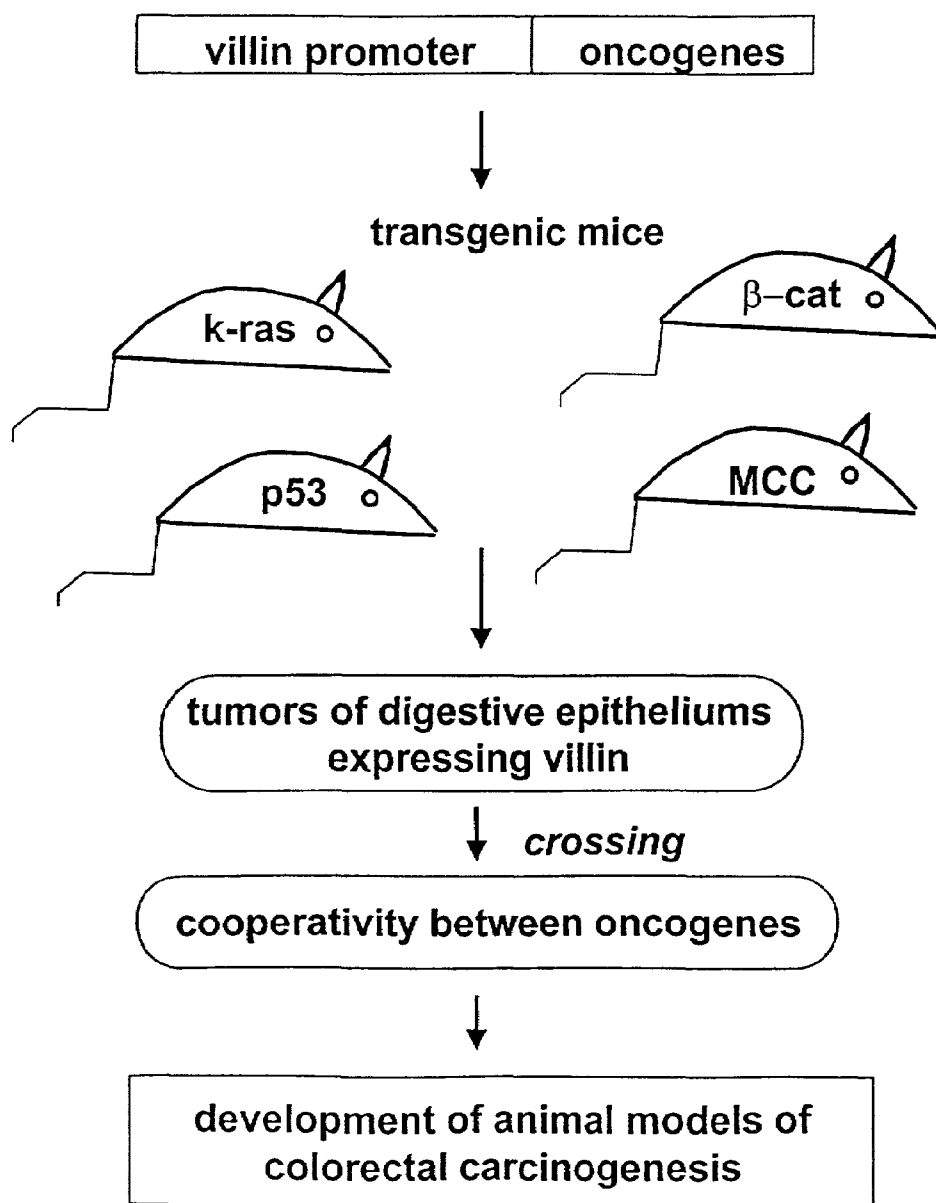 villin promoter oncogenes
transgenic mice
k-ras
β-cat
p53
MCC
tumors of digestive epitheliums
expressing villin
crossing
cooperativity between oncogenes
development of animal models of
colorectal carcinogenesis